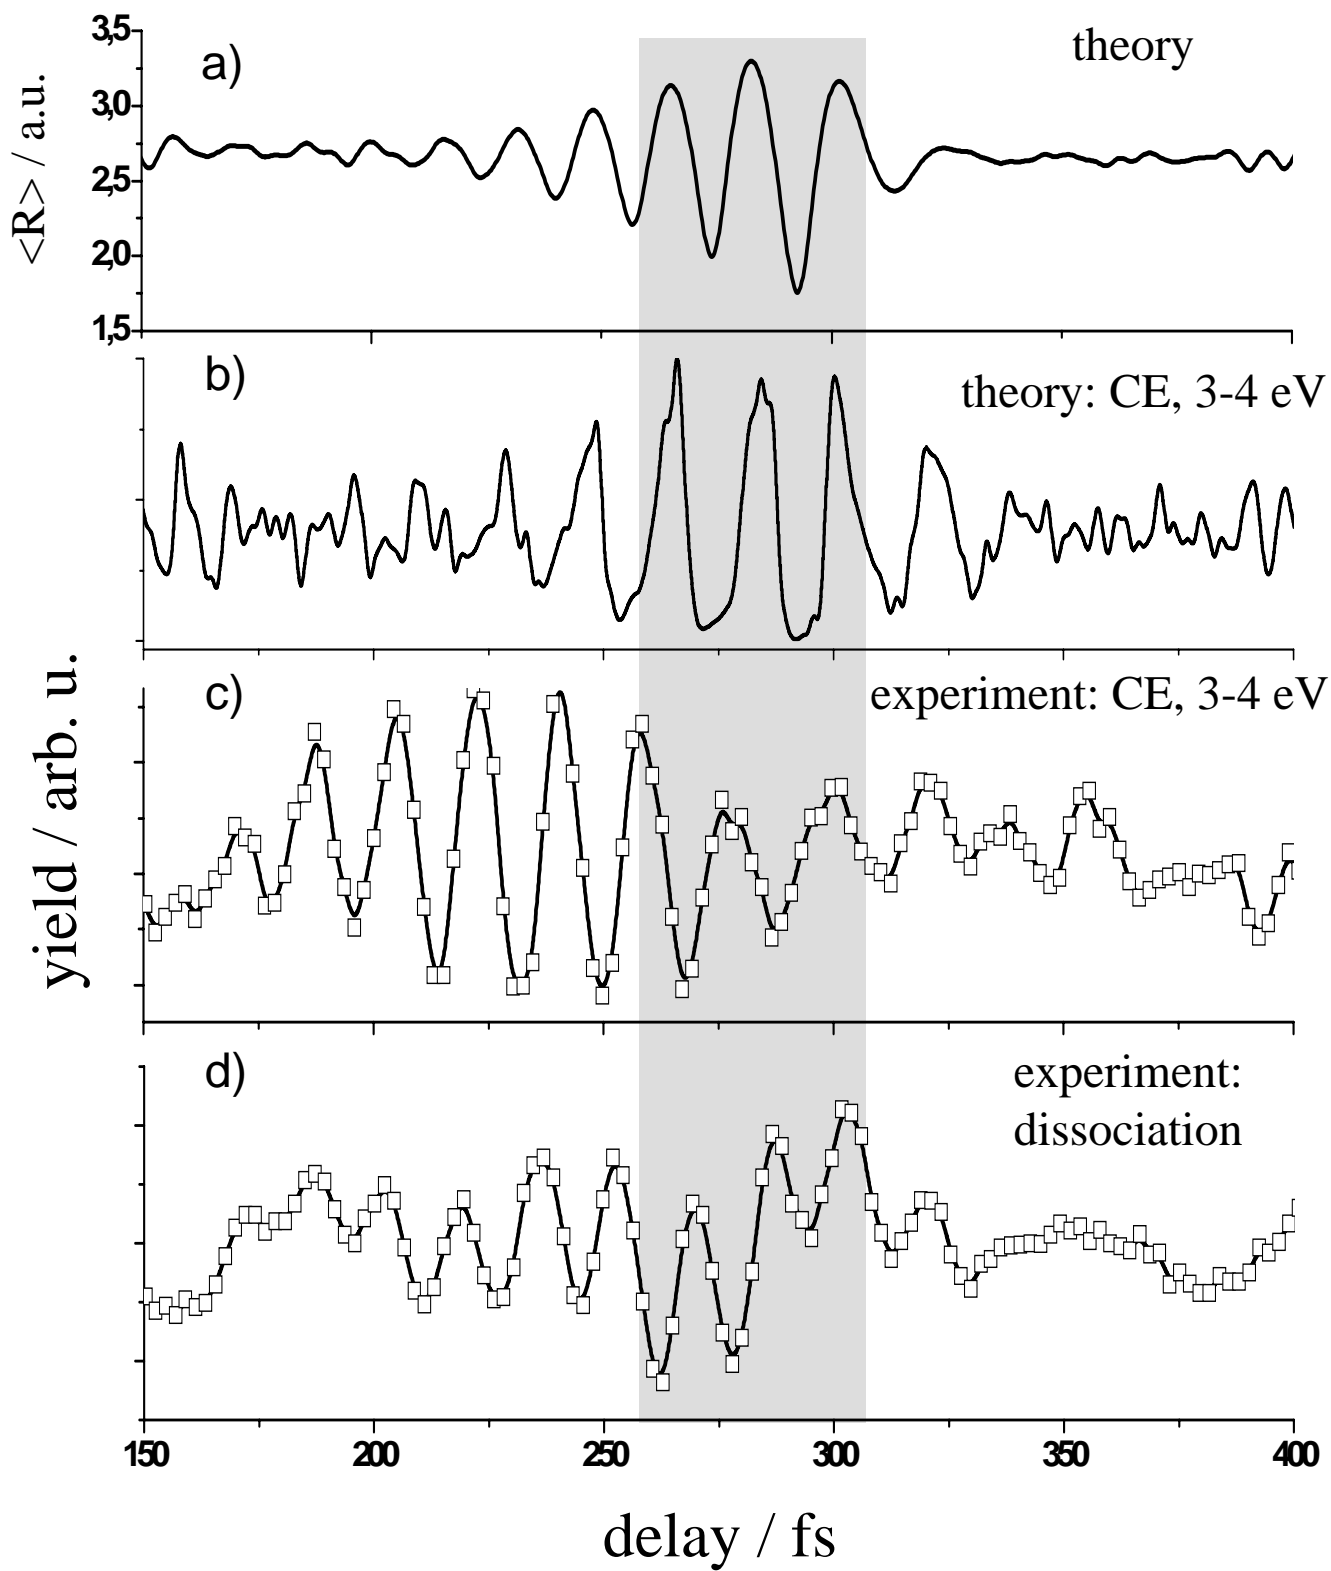 3,5
a)
theory
3,0
<R> / a.u.
2,5
2,0
1,5
b)
theory: CE, 3-4 eV
yield / arb. u.
c)
experiment: CE, 3-4 eV
d)
experiment:
dissociation
150 200 250 300 350 400
delay / fs